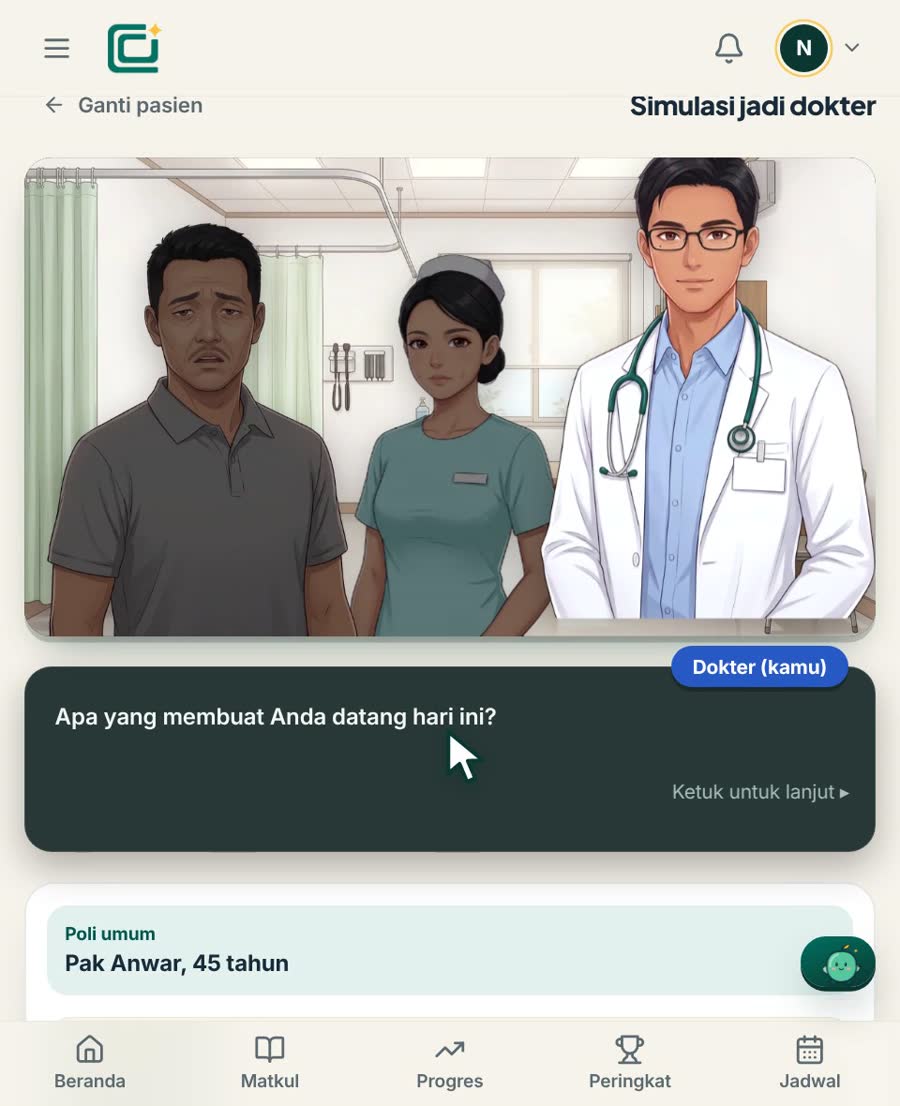 N
Ganti pasien
Simulasi jadi dokter
Dokter (kamu)
Apa yang membuat Anda datang hari ini?
Ketuk untuk lanjut ▸
Poli umum
Pak Anwar, 45 tahun
Beranda
Matkul
Progres
Peringkat
Jadwal